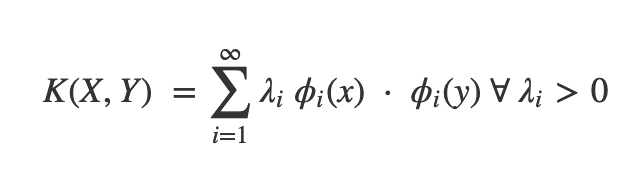 K(X, Y) = ∑_{i=1}^{∞} λ_i ϕ_i(x) · ϕ_i(y) ∀ λ_i > 0